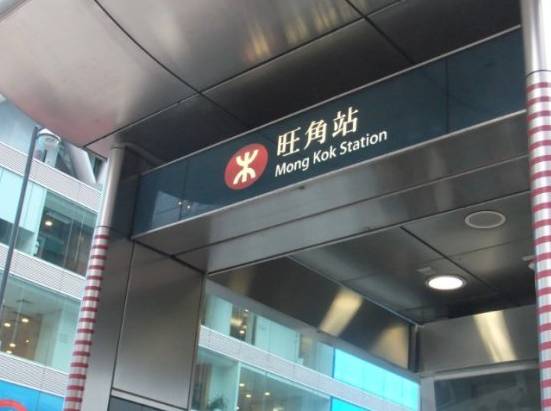 旺角站
Mong Kok Station